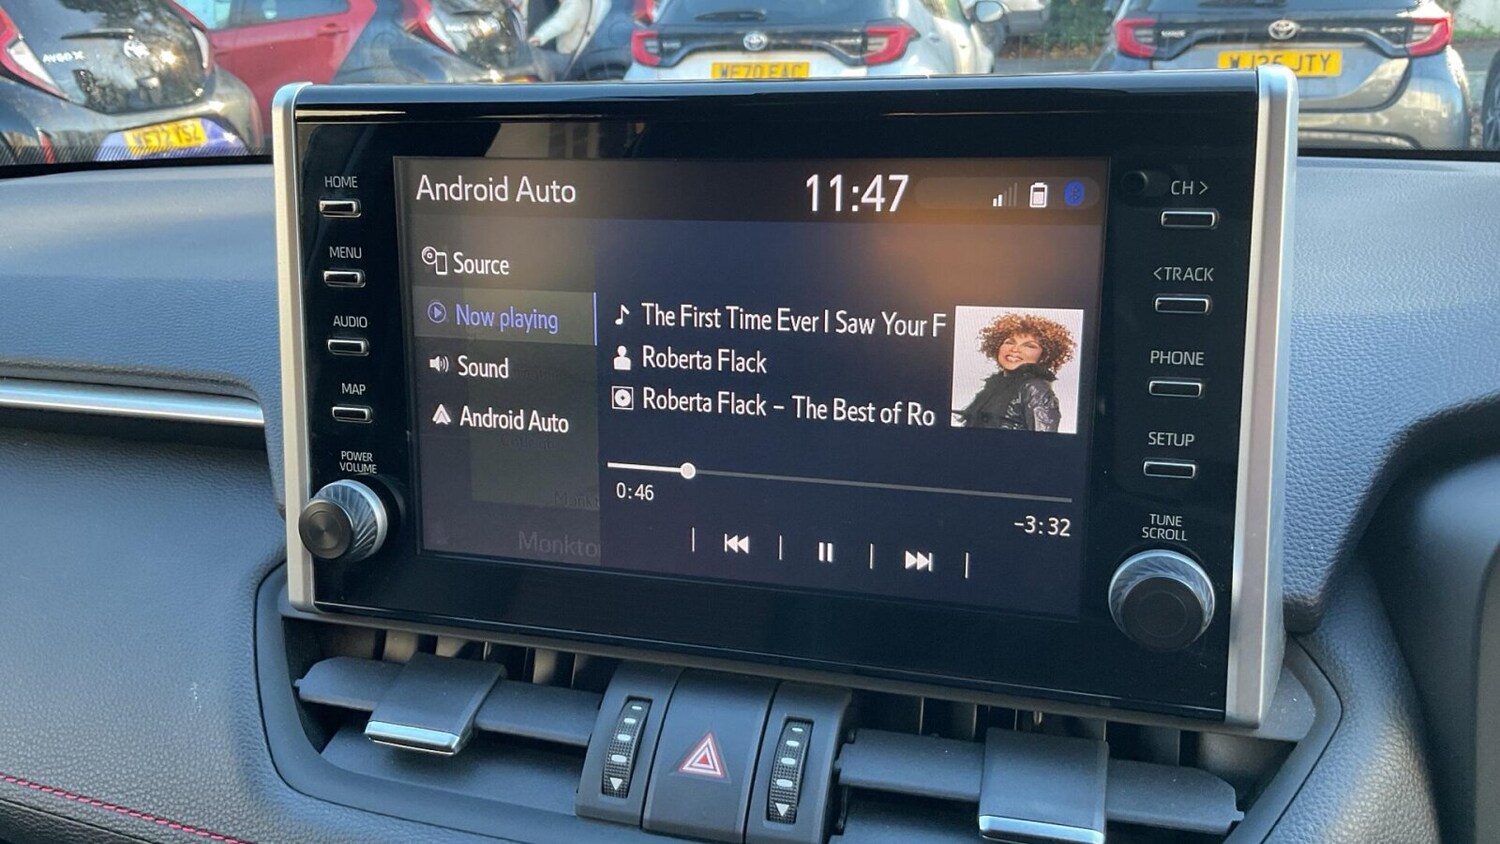 AYGO X
Android Auto
11:47
Source
Now playing
Sound
Android Auto
The First Time Ever I Saw Your F
Roberta Flack
Roberta Flack – The Best of Ro
0:46
-3:32
Monkto
HOME
MENU
AUDIO
MAP
POWER
VOLUME
CH >
<TRACK
PHONE
SETUP
TUNE
SCROLL